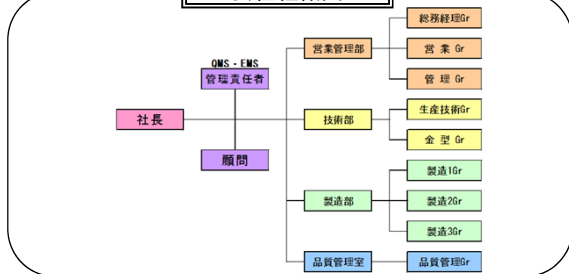 総務経理Gr
営業管理部
営 業 Gr
QMS・EMS
管理責任者
管 理 Gr
社長
技術部
生産技術Gr
金 型 Gr
顧問
製造1Gr
製造部
製造2Gr
製造3Gr
品質管理室
品質管理Gr